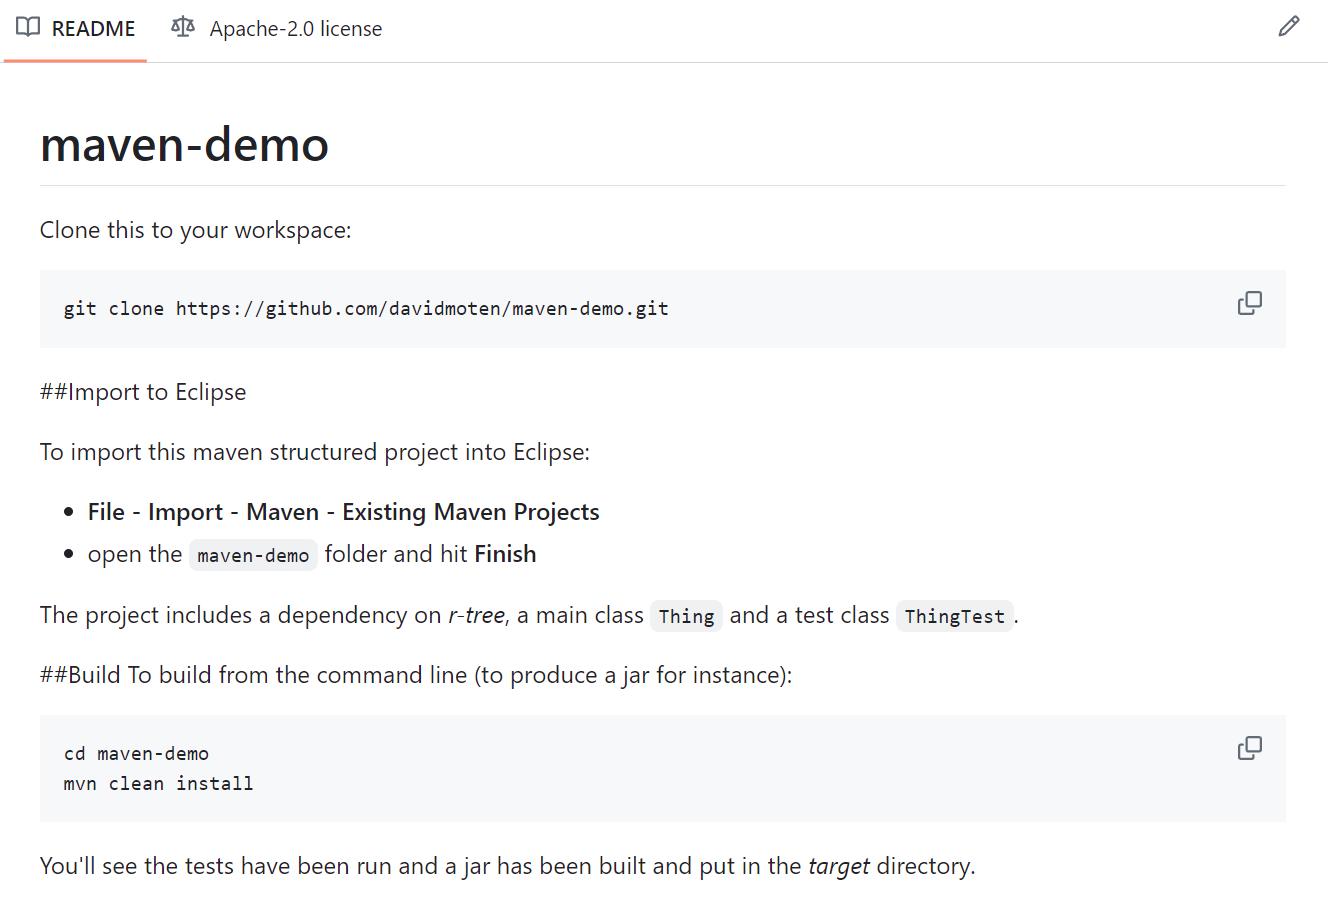 README Apache-2.0 license
maven-demo
Clone this to your workspace:
git clone https://github.com/davidmoten/maven-demo.git
##Import to Eclipse
To import this maven structured project into Eclipse:
File - Import - Maven - Existing Maven Projects
open the maven-demo folder and hit Finish
The project includes a dependency on r-tree, a main class Thing and a test class ThingTest.
##Build To build from the command line (to produce a jar for instance):
cd maven-demo
mvn clean install
You'll see the tests have been run and a jar has been built and put in the target directory.